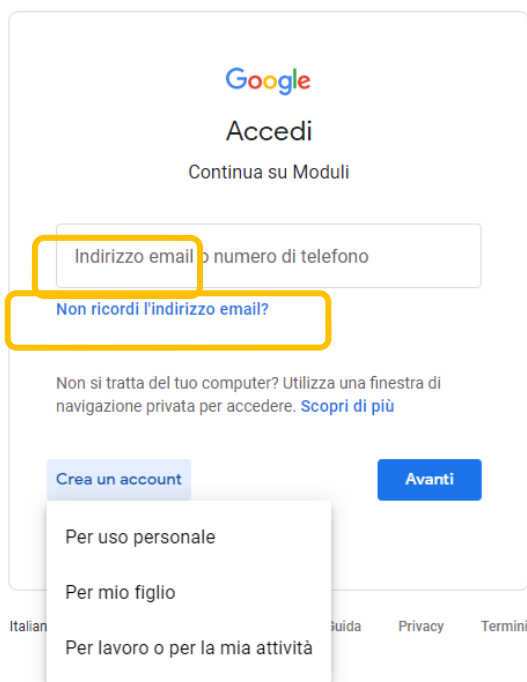 Google
Accedi
Continua su Moduli
Indirizzo email o numero di telefono
Non ricordi l'indirizzo email?
Non si tratta del tuo computer? Utilizza una finestra di
navigazione privata per accedere. Scopri di più
Crea un account Avanti
Per uso personale
Per mio figlio
Privacy Termini
Per lavoro o per la mia attività